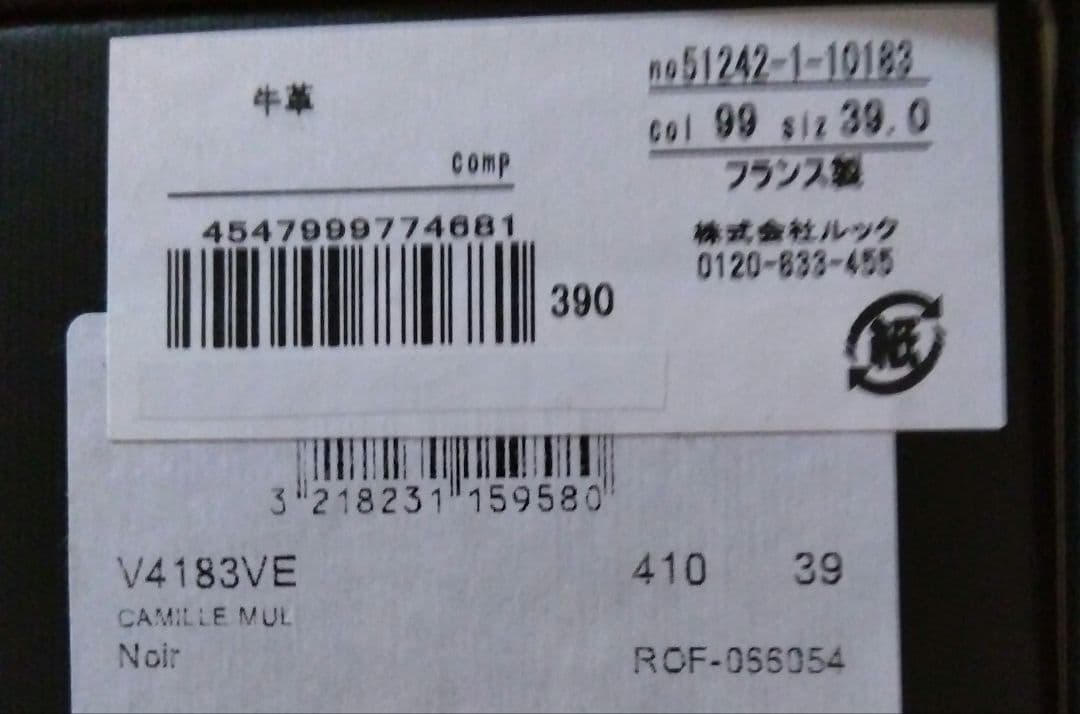 牛革
comp
4547999774681
390
no51242-1-10183
col 99 siz 39.0
フランス製
株式会社ルック
0120-633-455
紙
3 218231 159580
V4183VE 410 39
CAMILLE MUL
Noir ROF-066054